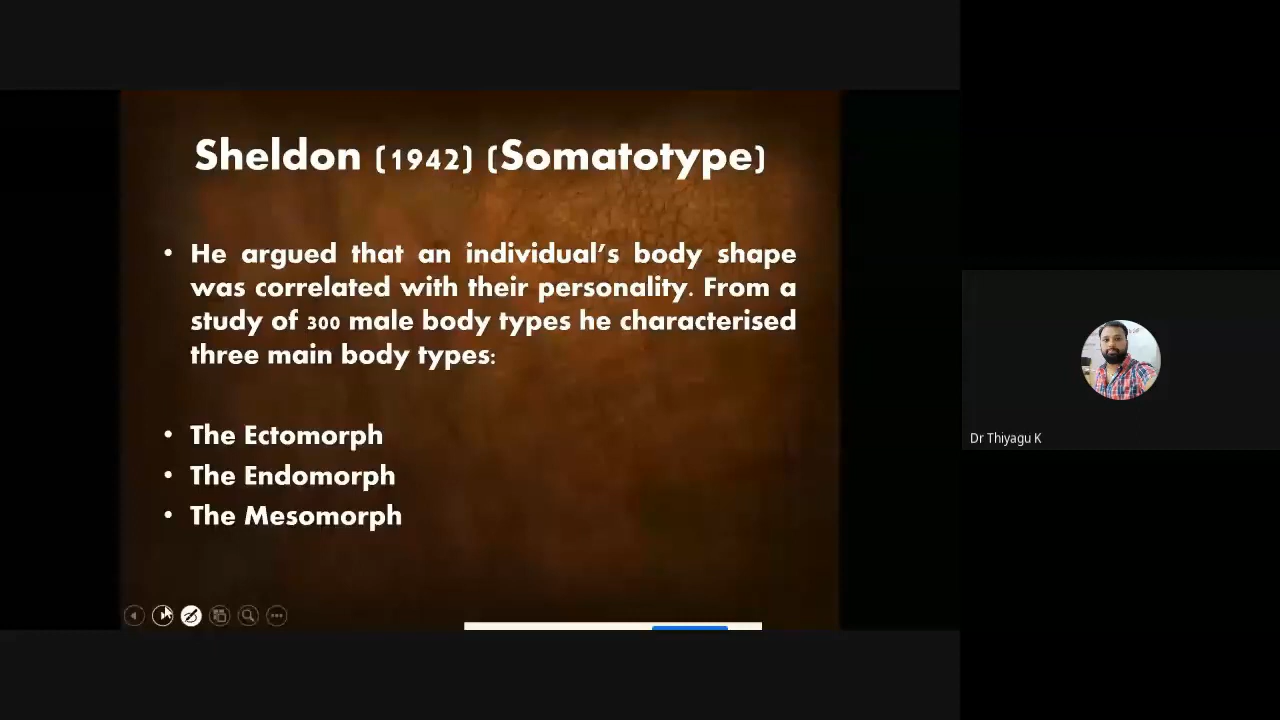 Sheldon (1942) (Somatotype)
• He argued that an individual’s body shape
was correlated with their personality. From a
study of 300 male body types he characterised
three main body types:
• The Ectomorph
• The Endomorph
• The Mesomorph
Dr Thiyagu K